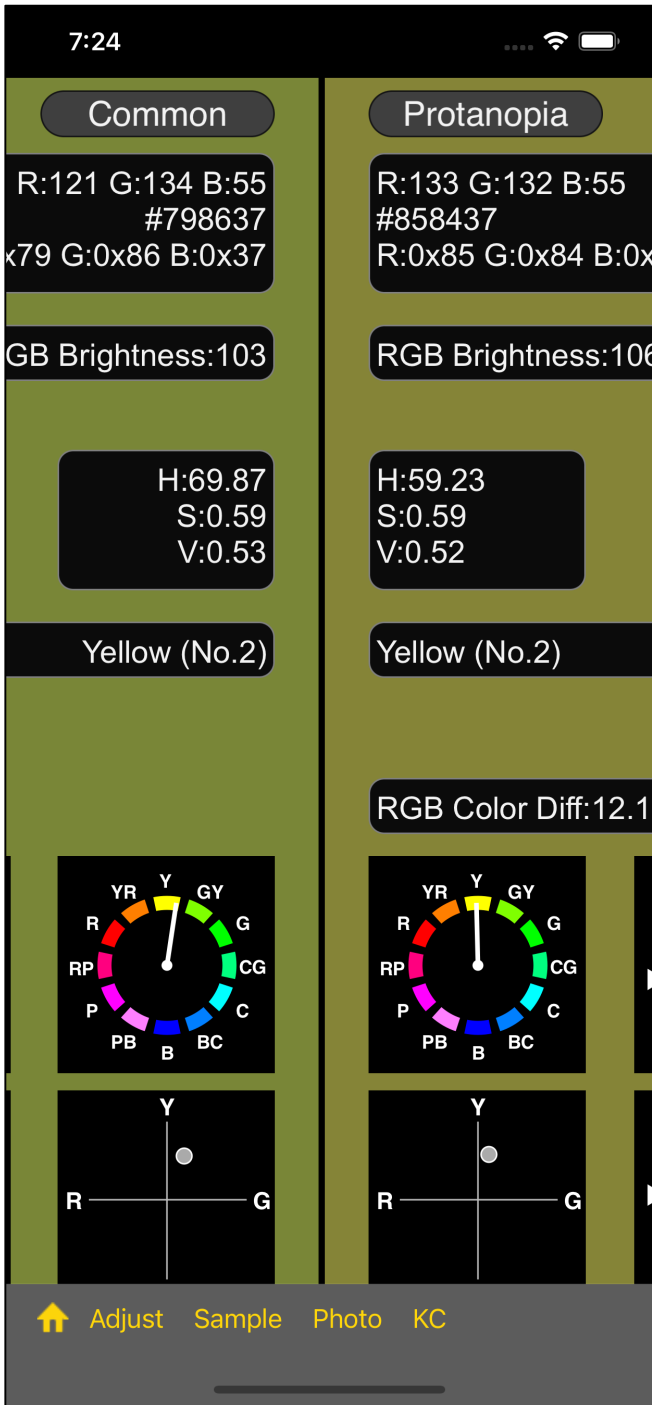 7:24
Common
R:121 G:134 B:55
#798637
x79 G:0x86 B:0x37
GB Brightness:103
H:69.87
S:0.59
V:0.53
Yellow (No.2)
Y
YR GY
R G
RP CG
P C
PB BC
B
Y
R G
Protanopia
R:133 G:132 B:55
#858437
R:0x85 G:0x84 B:0x
RGB Brightness:106
H:59.23
S:0.59
V:0.52
Yellow (No.2)
RGB Color Diff:12.1
Y
YR GY
R G
RP CG
P C
PB BC
B
Y
R G
Adjust Sample Photo KC